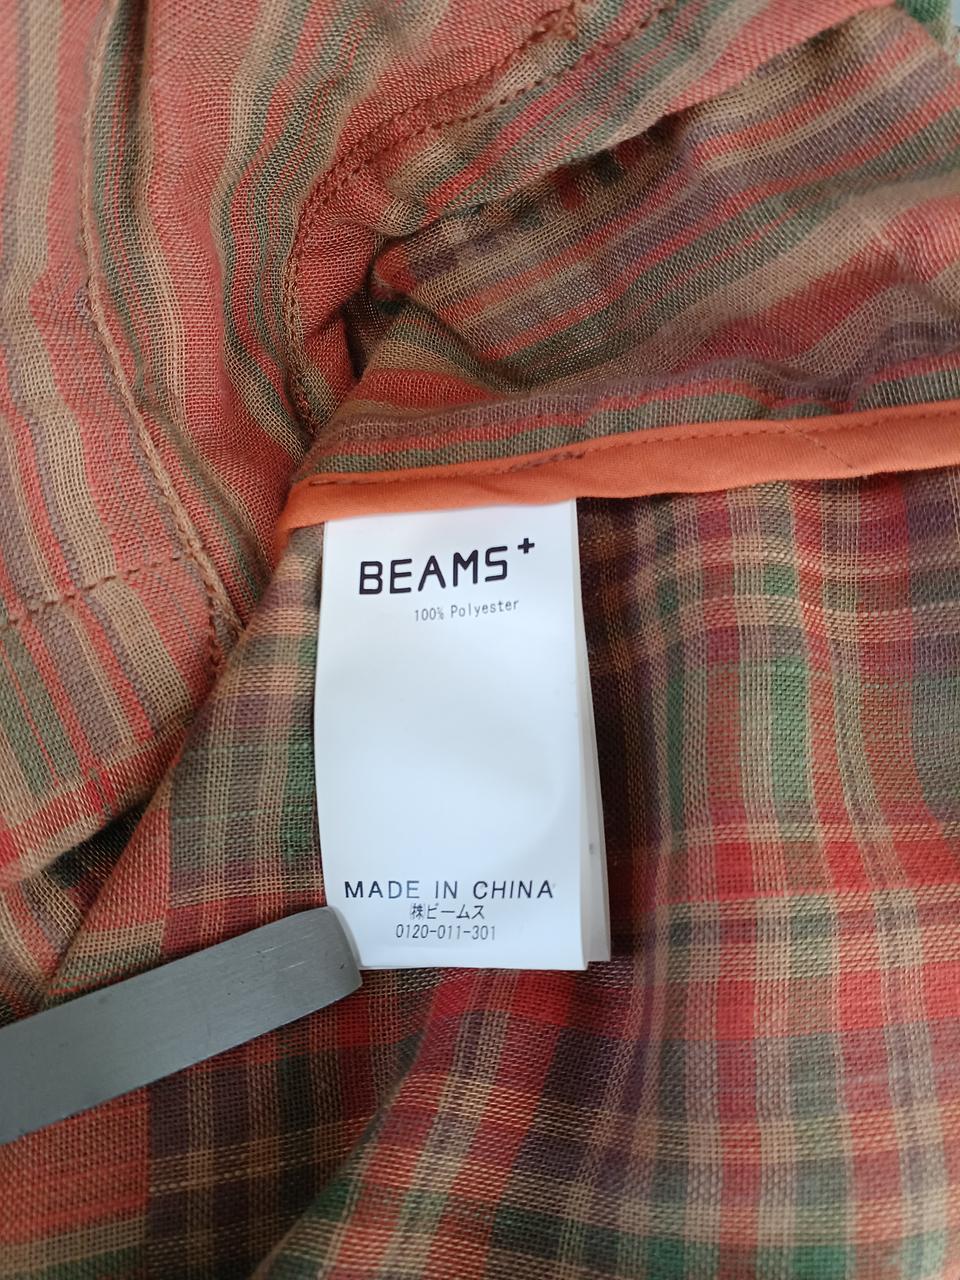 BEAMS+
100% Polyester
MADE IN CHINA
㈱ビームス
0120-011-301